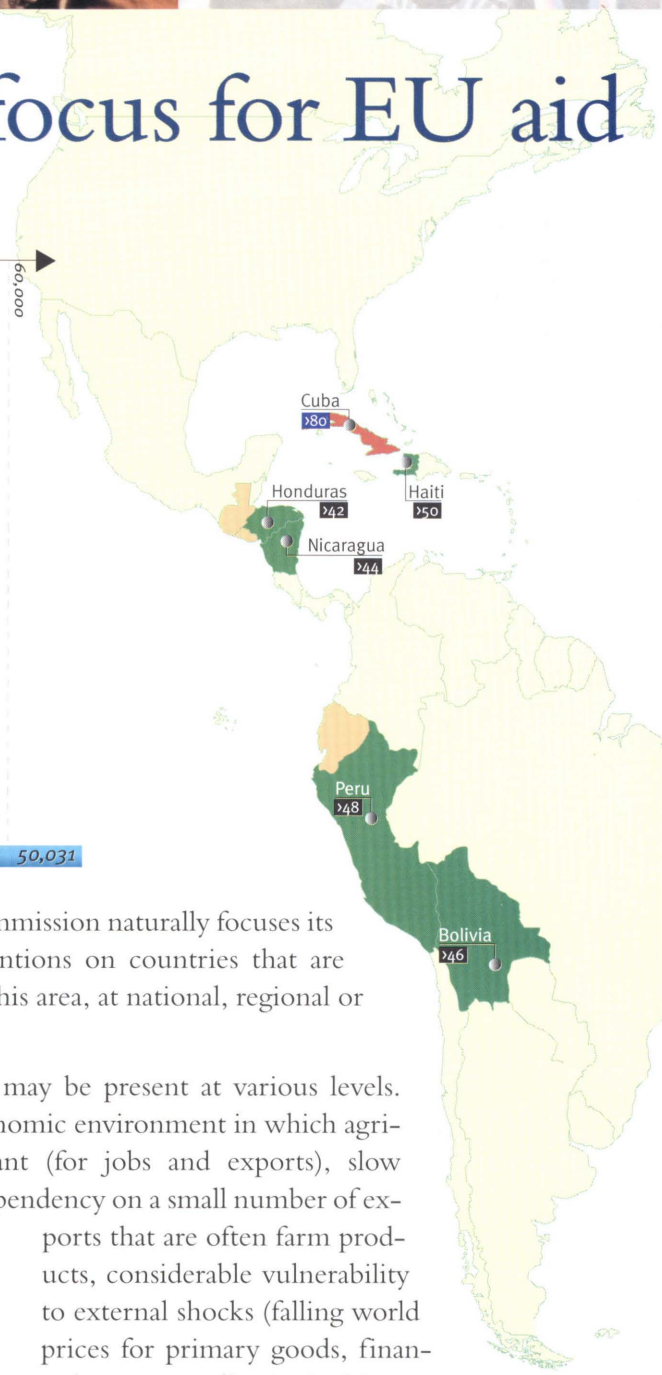 focus for EU aid
60,000
Cuba
›80
Honduras
›42
Haiti
›50
Nicaragua
›44
Peru
›48
50,031
Bolivia
›46
mmission naturally focuses its
ntions on countries that are
his area, at national, regional or
may be present at various levels.
nomic environment in which agri-
ant (for jobs and exports), slow
pendency on a small number of ex-
ports that are often farm prod-
ucts, considerable vulnerability
to external shocks (falling world
prices for primary goods, finan-